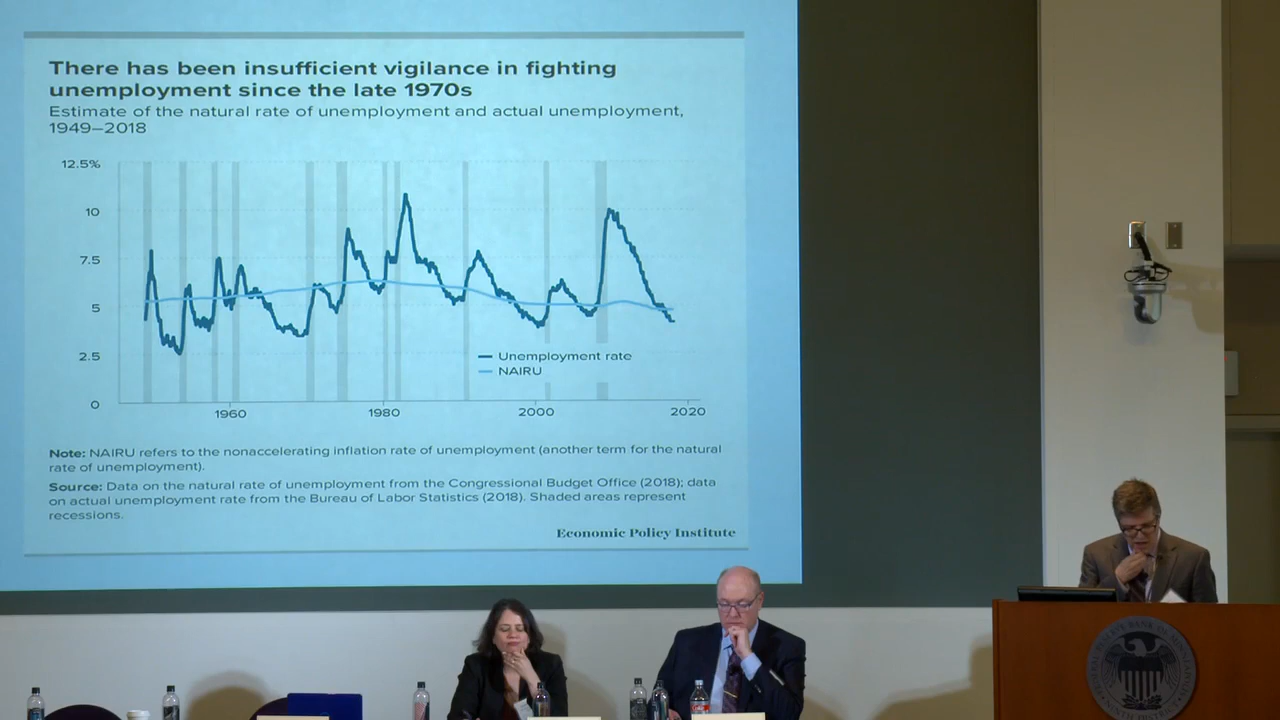 There has been insufficient vigilance in fighting
unemployment since the late 1970s
Estimate of the natural rate of unemployment and actual unemployment,
1949–2018
12.5%
10
7.5
5
2.5
0
Unemployment rate
NAIRU
1960
1980
2000
2020
Note: NAIRU refers to the nonaccelerating inflation rate of unemployment (another term for the natural
rate of unemployment).
Source: Data on the natural rate of unemployment from the Congressional Budget Office (2018); data
on actual unemployment rate from the Bureau of Labor Statistics (2018). Shaded areas represent
recessions.
Economic Policy Institute